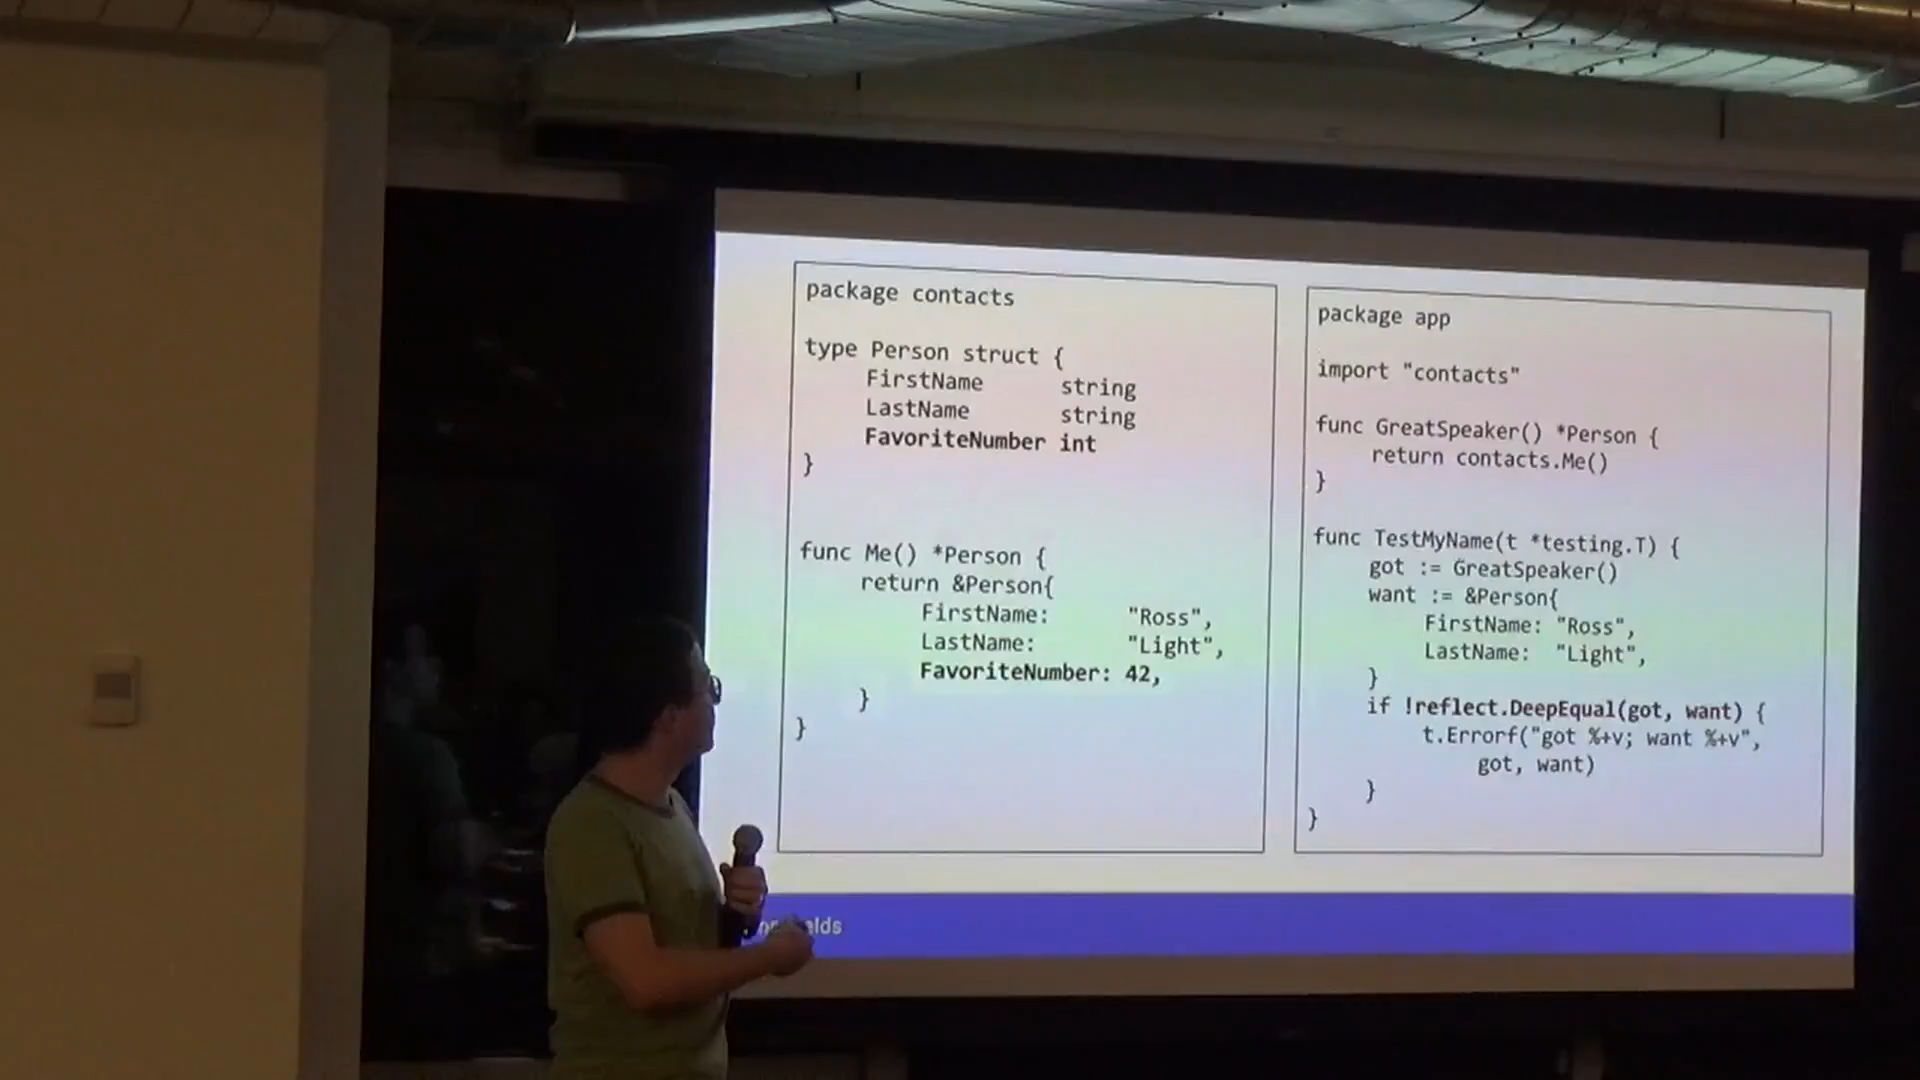 package contacts
type Person struct {
FirstName string
LastName string
FavoriteNumber int
}
func Me() *Person {
return &Person{
FirstName: "Ross",
LastName: "Light",
FavoriteNumber: 42,
}
}
package app
import "contacts"
func GreatSpeaker() *Person {
return contacts.Me()
}
func TestMyName(t *testing.T) {
got := GreatSpeaker()
want := &Person{
FirstName: "Ross",
LastName: "Light",
}
if !reflect.DeepEqual(got, want) {
t.Errorf("got %+v; want %+v",
got, want)
}
}